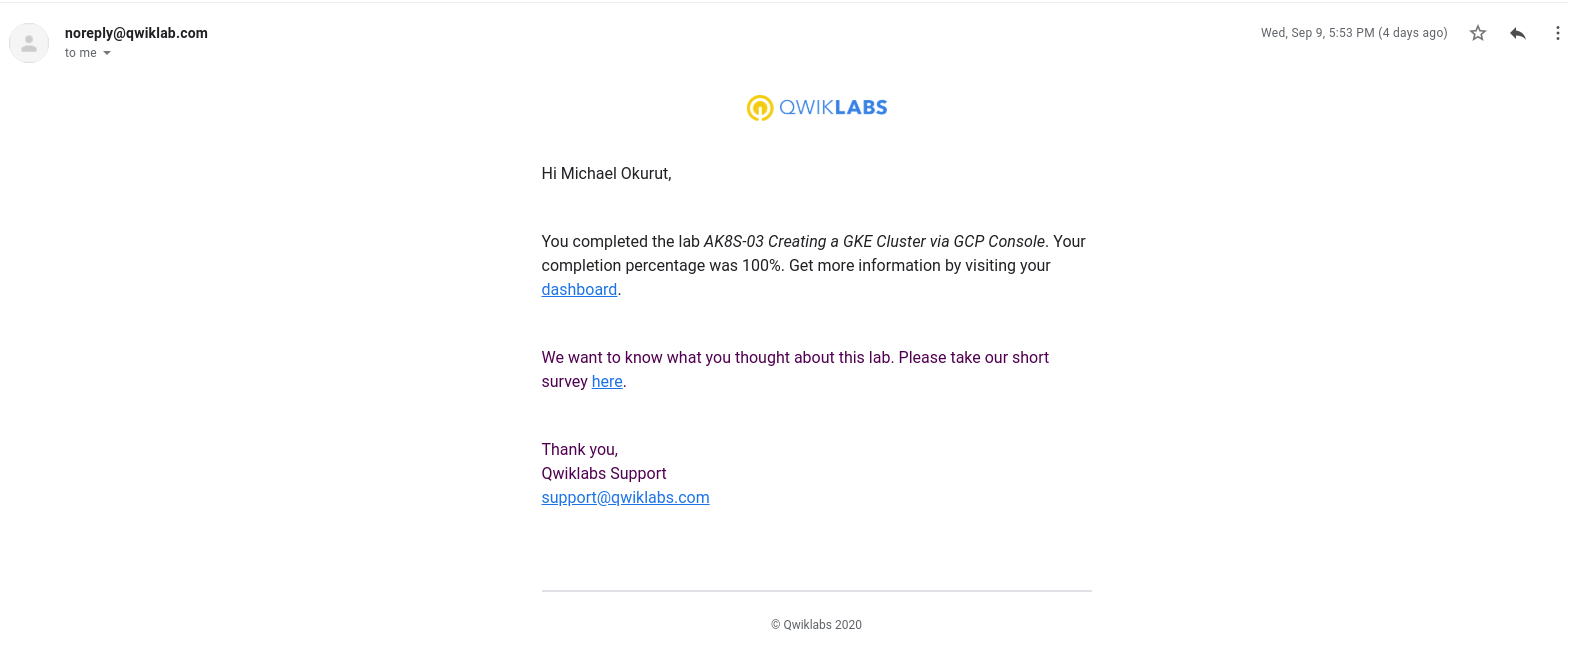 noreply@qwiklab.com
Wed, Sep 9, 5:53 PM (4 days ago)
to me
QWIKLABS
Hi Michael Okurut,
You completed the lab AK8S-03 Creating a GKE Cluster via GCP Console. Your
completion percentage was 100%. Get more information by visiting your
dashboard.
We want to know what you thought about this lab. Please take our short
survey here.
Thank you,
Qwiklabs Support
support@qwiklabs.com
© Qwiklabs 2020